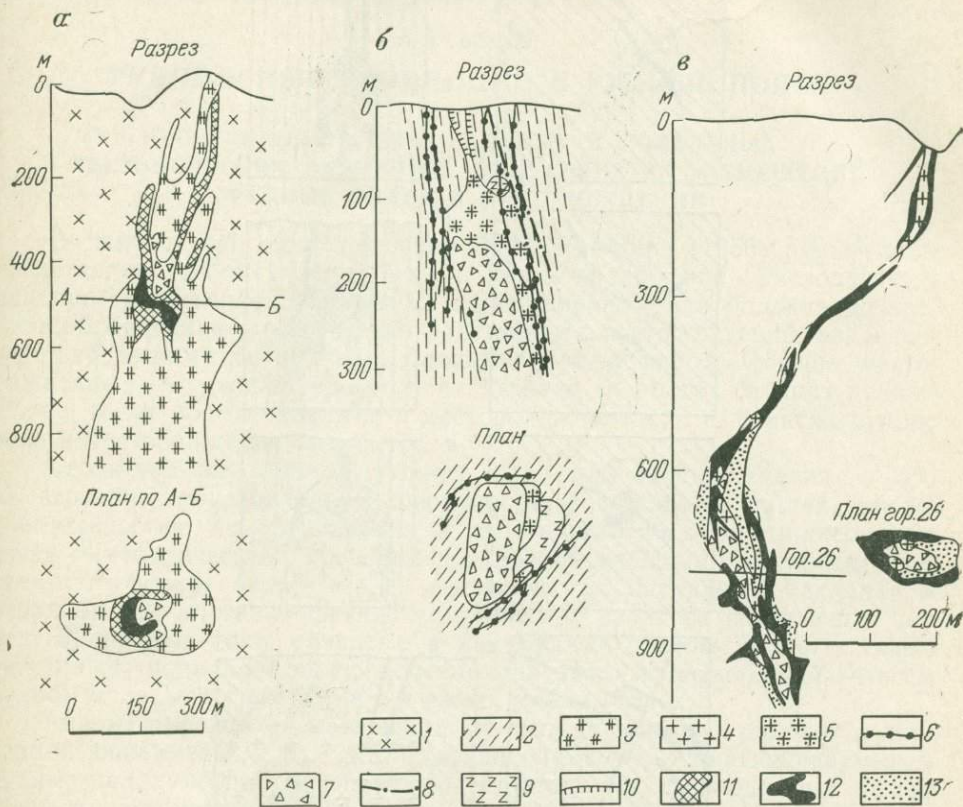 а
Разрез
м
0
200
400
А
Б
600
800
План по А-Б
0 150 300 м
б
Разрез
м
0
100
200
300
План
в
Разрез
м
0
300
600
Гор.26
900
План гор.26
0 100 200 м
1 2 3 4 5 6
7 8 9 10 11 12 13